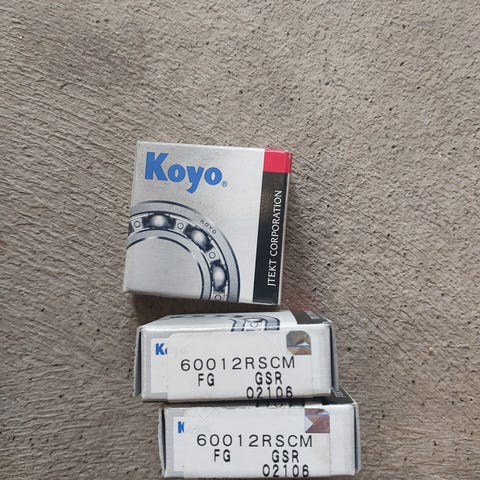 Koyo®
KOYO
JTEKT CORPORATION
60012RSCM
FG GSR
02106
60012RSCM
FG GSR
02106